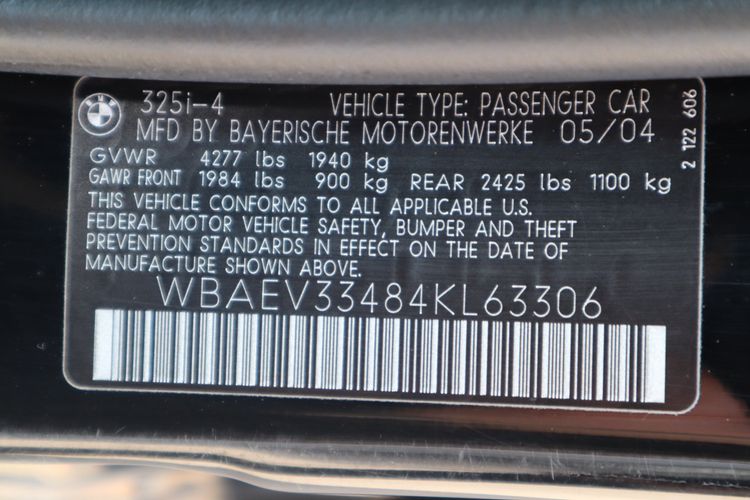 325i-4 VEHICLE TYPE: PASSENGER CAR
MFD BY BAYERISCHE MOTORENWERKE 05/04
GVWR 4277 lbs 1940 kg
GAWR FRONT 1984 lbs 900 kg REAR 2425 lbs 1100 kg
THIS VEHICLE CONFORMS TO ALL APPLICABLE U.S.
FEDERAL MOTOR VEHICLE SAFETY, BUMPER AND THEFT
PREVENTION STANDARDS IN EFFECT ON THE DATE OF
MANUFACTURE SHOWN ABOVE.
WBAEV33484KL63306
2 122 606